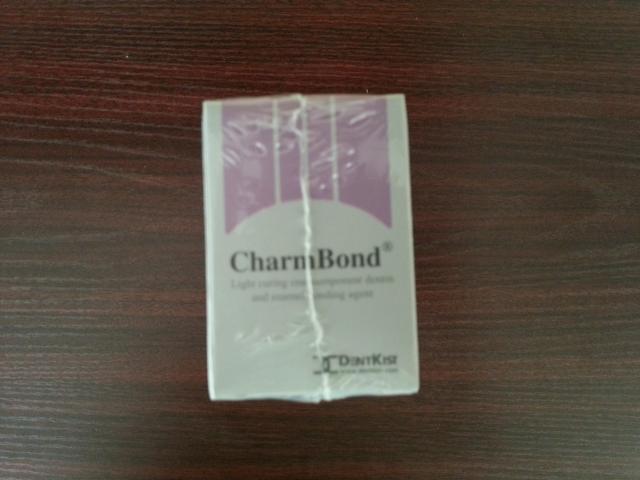 CharmBond®
Light curing one component dentin
and enamel bonding agent
DENTKIST